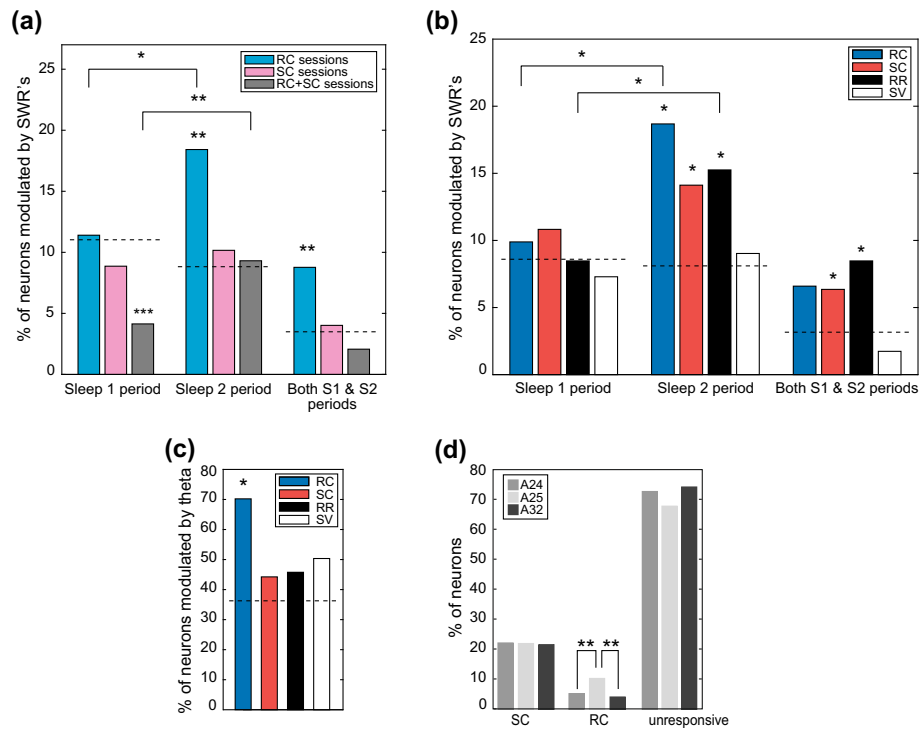 (a)
% of neurons modulated by SWR's
25
20
15
10
5
0
*
**
**
**
***
RC sessions
SC sessions
RC+SC sessions
Sleep 1 period
Sleep 2 period
Both S1 & S2
periods
(b)
% of neurons modulated by SWR's
25
20
15
10
5
0
*
*
*
*
*
*
*
RC
SC
RR
SV
Sleep 1 period
Sleep 2 period
Both S1 & S2 periods
(c)
% of neurons modulated by theta
80
70
60
50
40
30
20
10
0
*
RC
SC
RR
SV
(d)
% of neurons
80
70
60
50
40
30
20
10
0
A24
A25
A32
** **
SC
RC
unresponsive